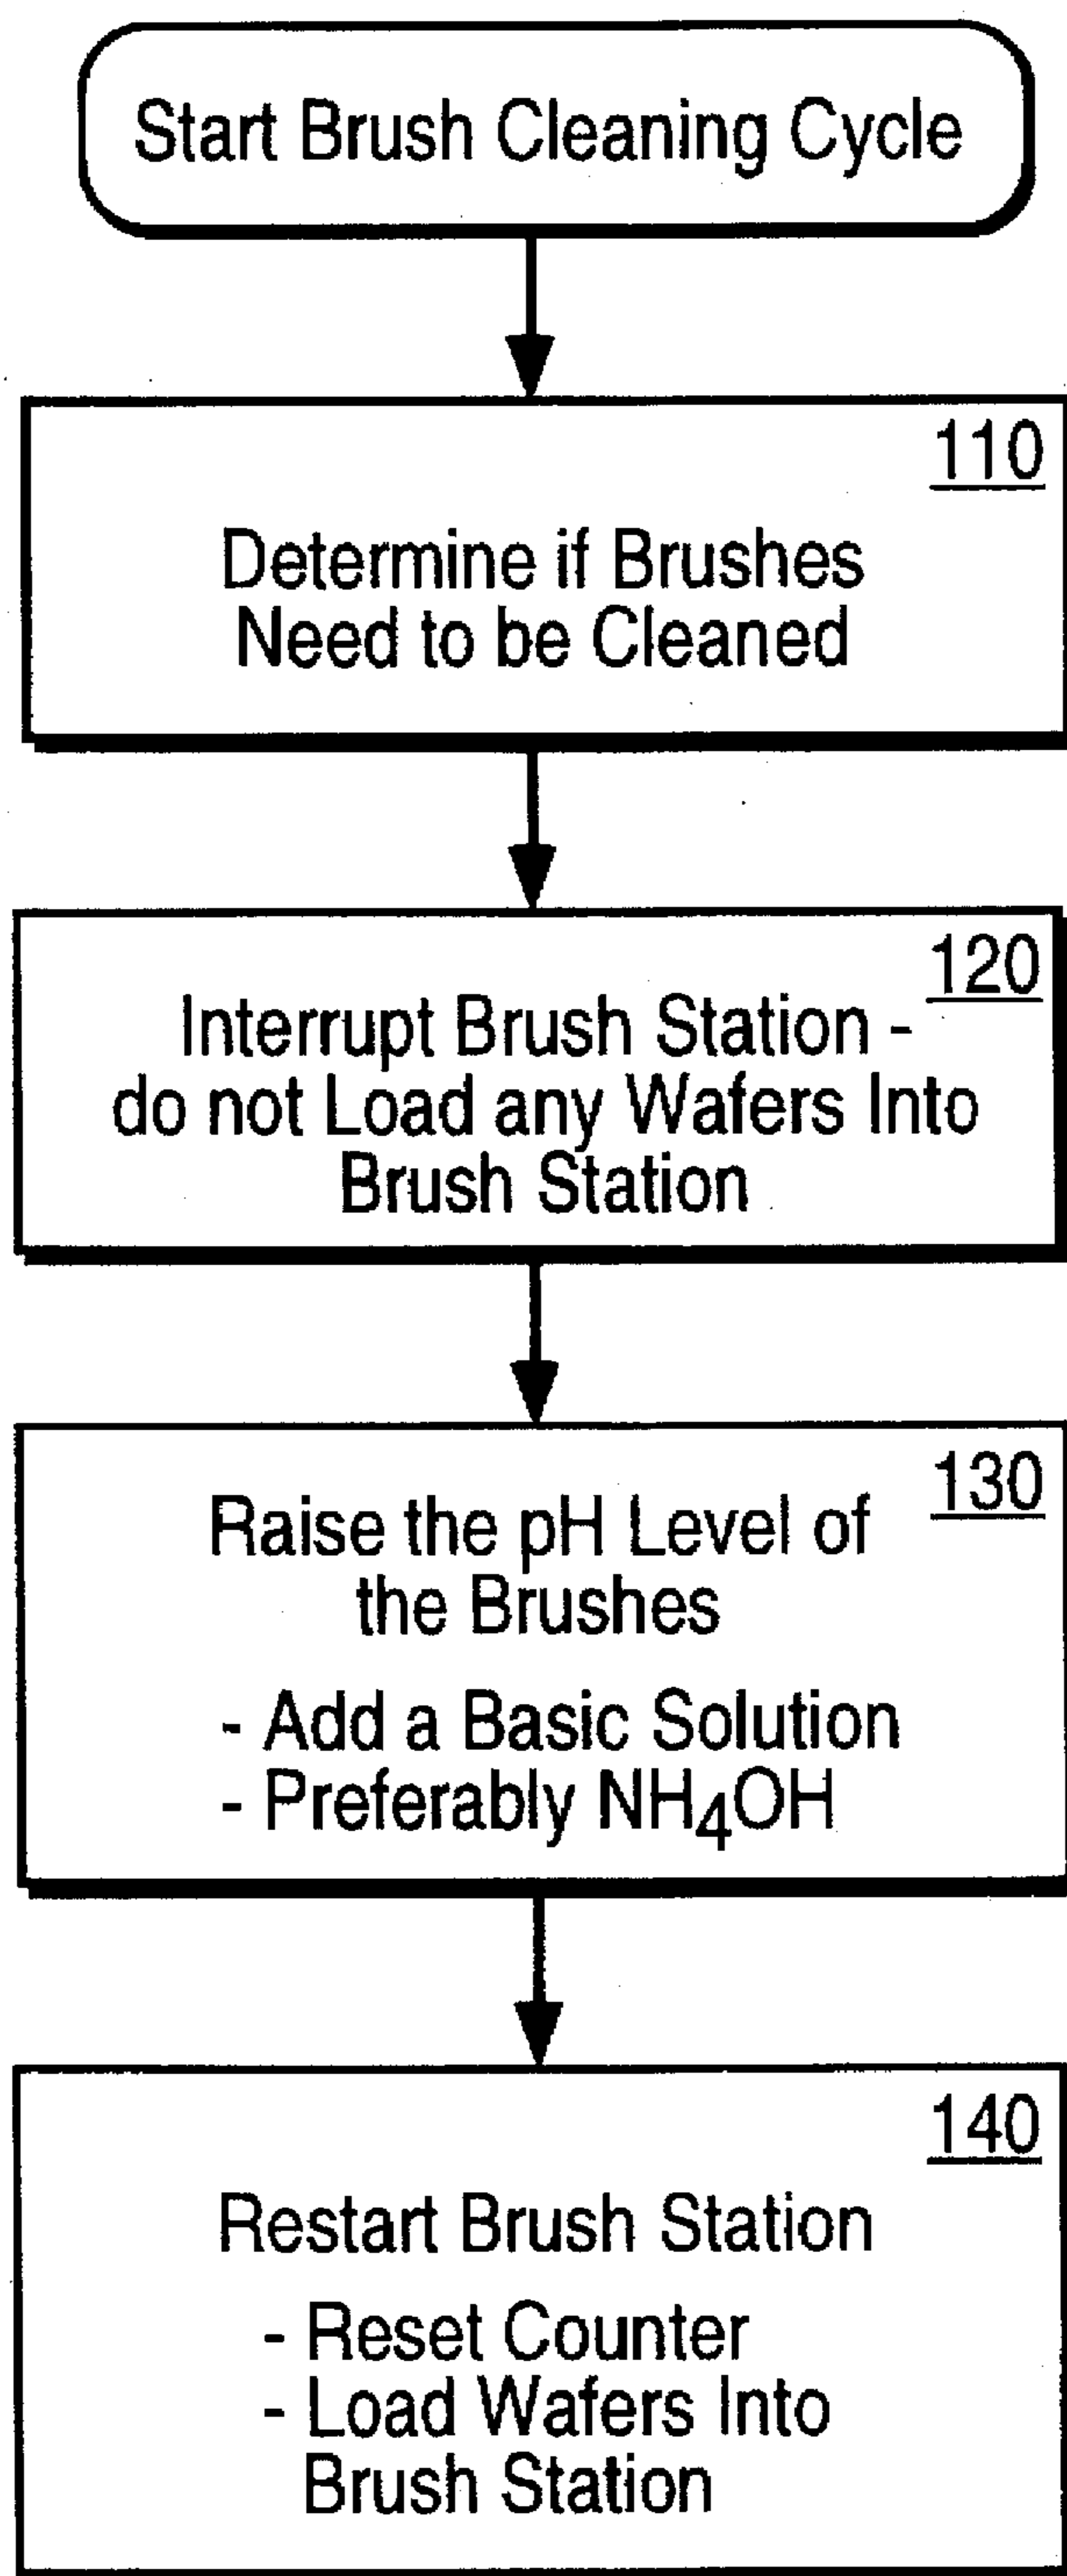 Start Brush Cleaning Cycle
110
Determine if Brushes
Need to be Cleaned
120
Interrupt Brush Station -
do not Load any Wafers Into
Brush Station
130
Raise the pH Level of
the Brushes
- Add a Basic Solution
- Preferably NH₄OH
140
Restart Brush Station
- Reset Counter
- Load Wafers Into
Brush Station